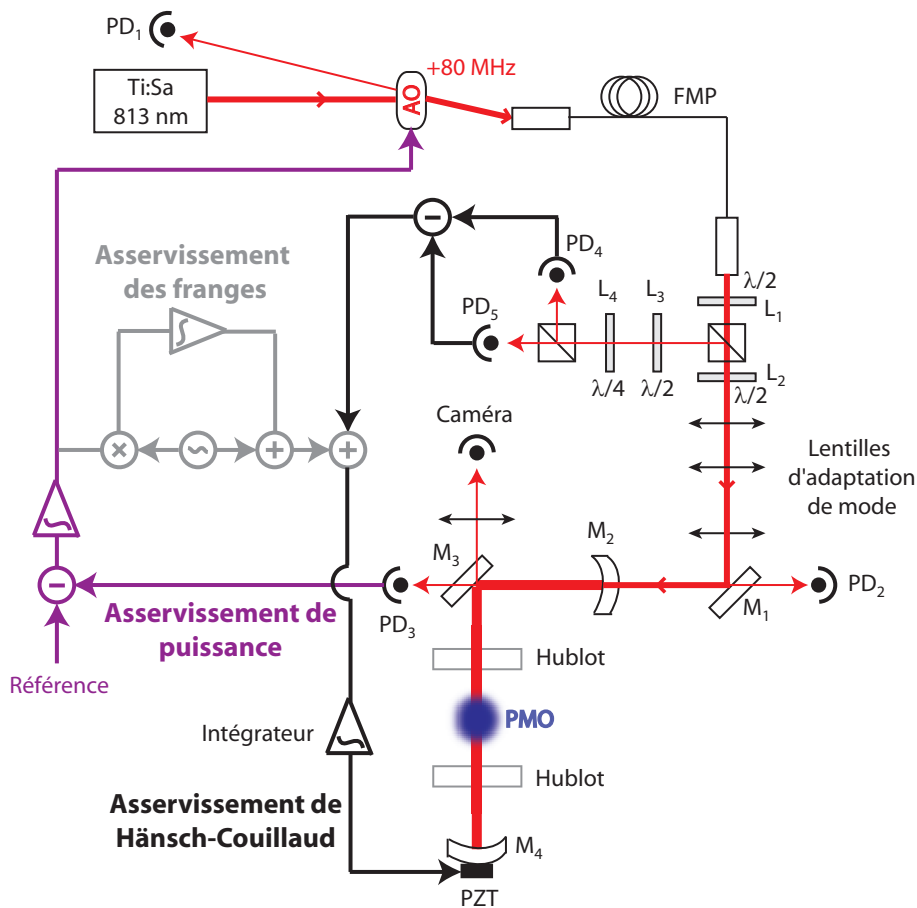 PD1
Ti:Sa
813 nm
AO
+80 MHz
FMP
Asservissement
des franges
PD4
PD5
L4
L3
λ/4
λ/2
λ/2
L1
L2
λ/2
Caméra
Lentilles
d'adaptation
de mode
M3
M2
M1
PD2
PD3
Asservissement de
puissance
Référence
Hublot
PMO
Hublot
Intégrateur
Asservissement de
Hänsch-Couillaud
M4
PZT